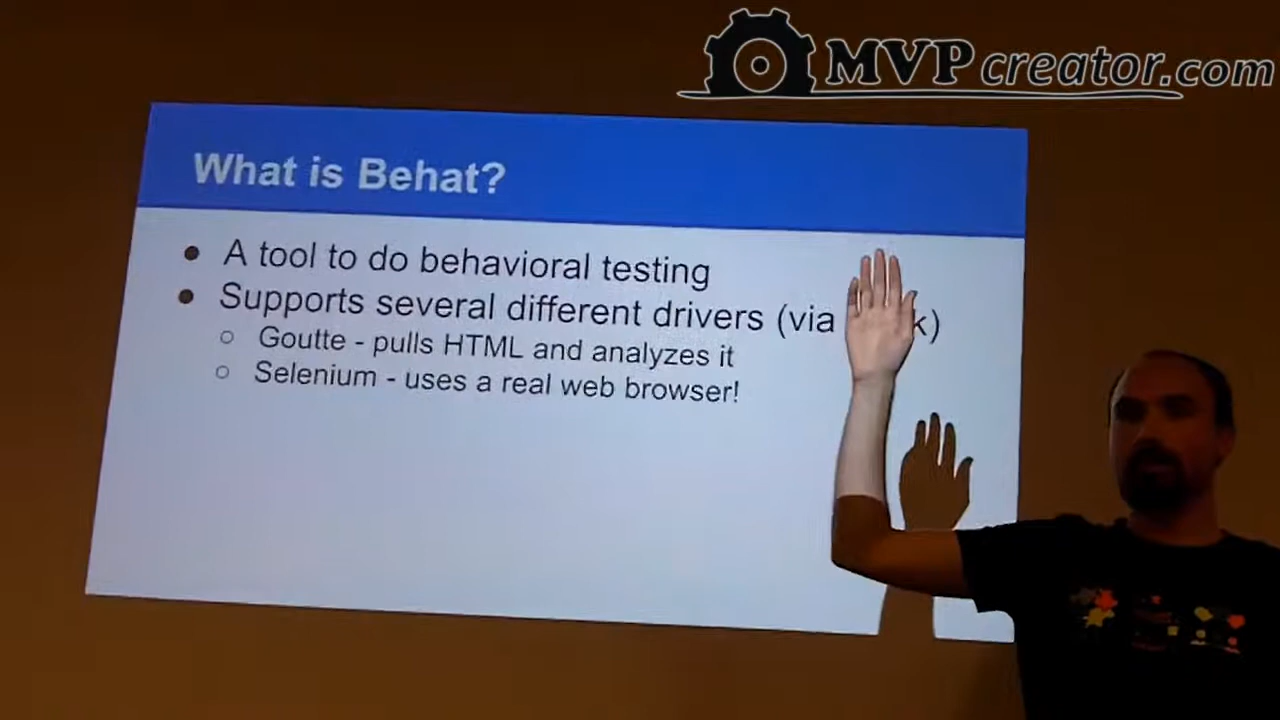 MVPcreator.com
What is Behat?
● A tool to do behavioral testing
● Supports several different drivers (via k)
○ Goutte - pulls HTML and analyzes it
○ Selenium - uses a real web browser!